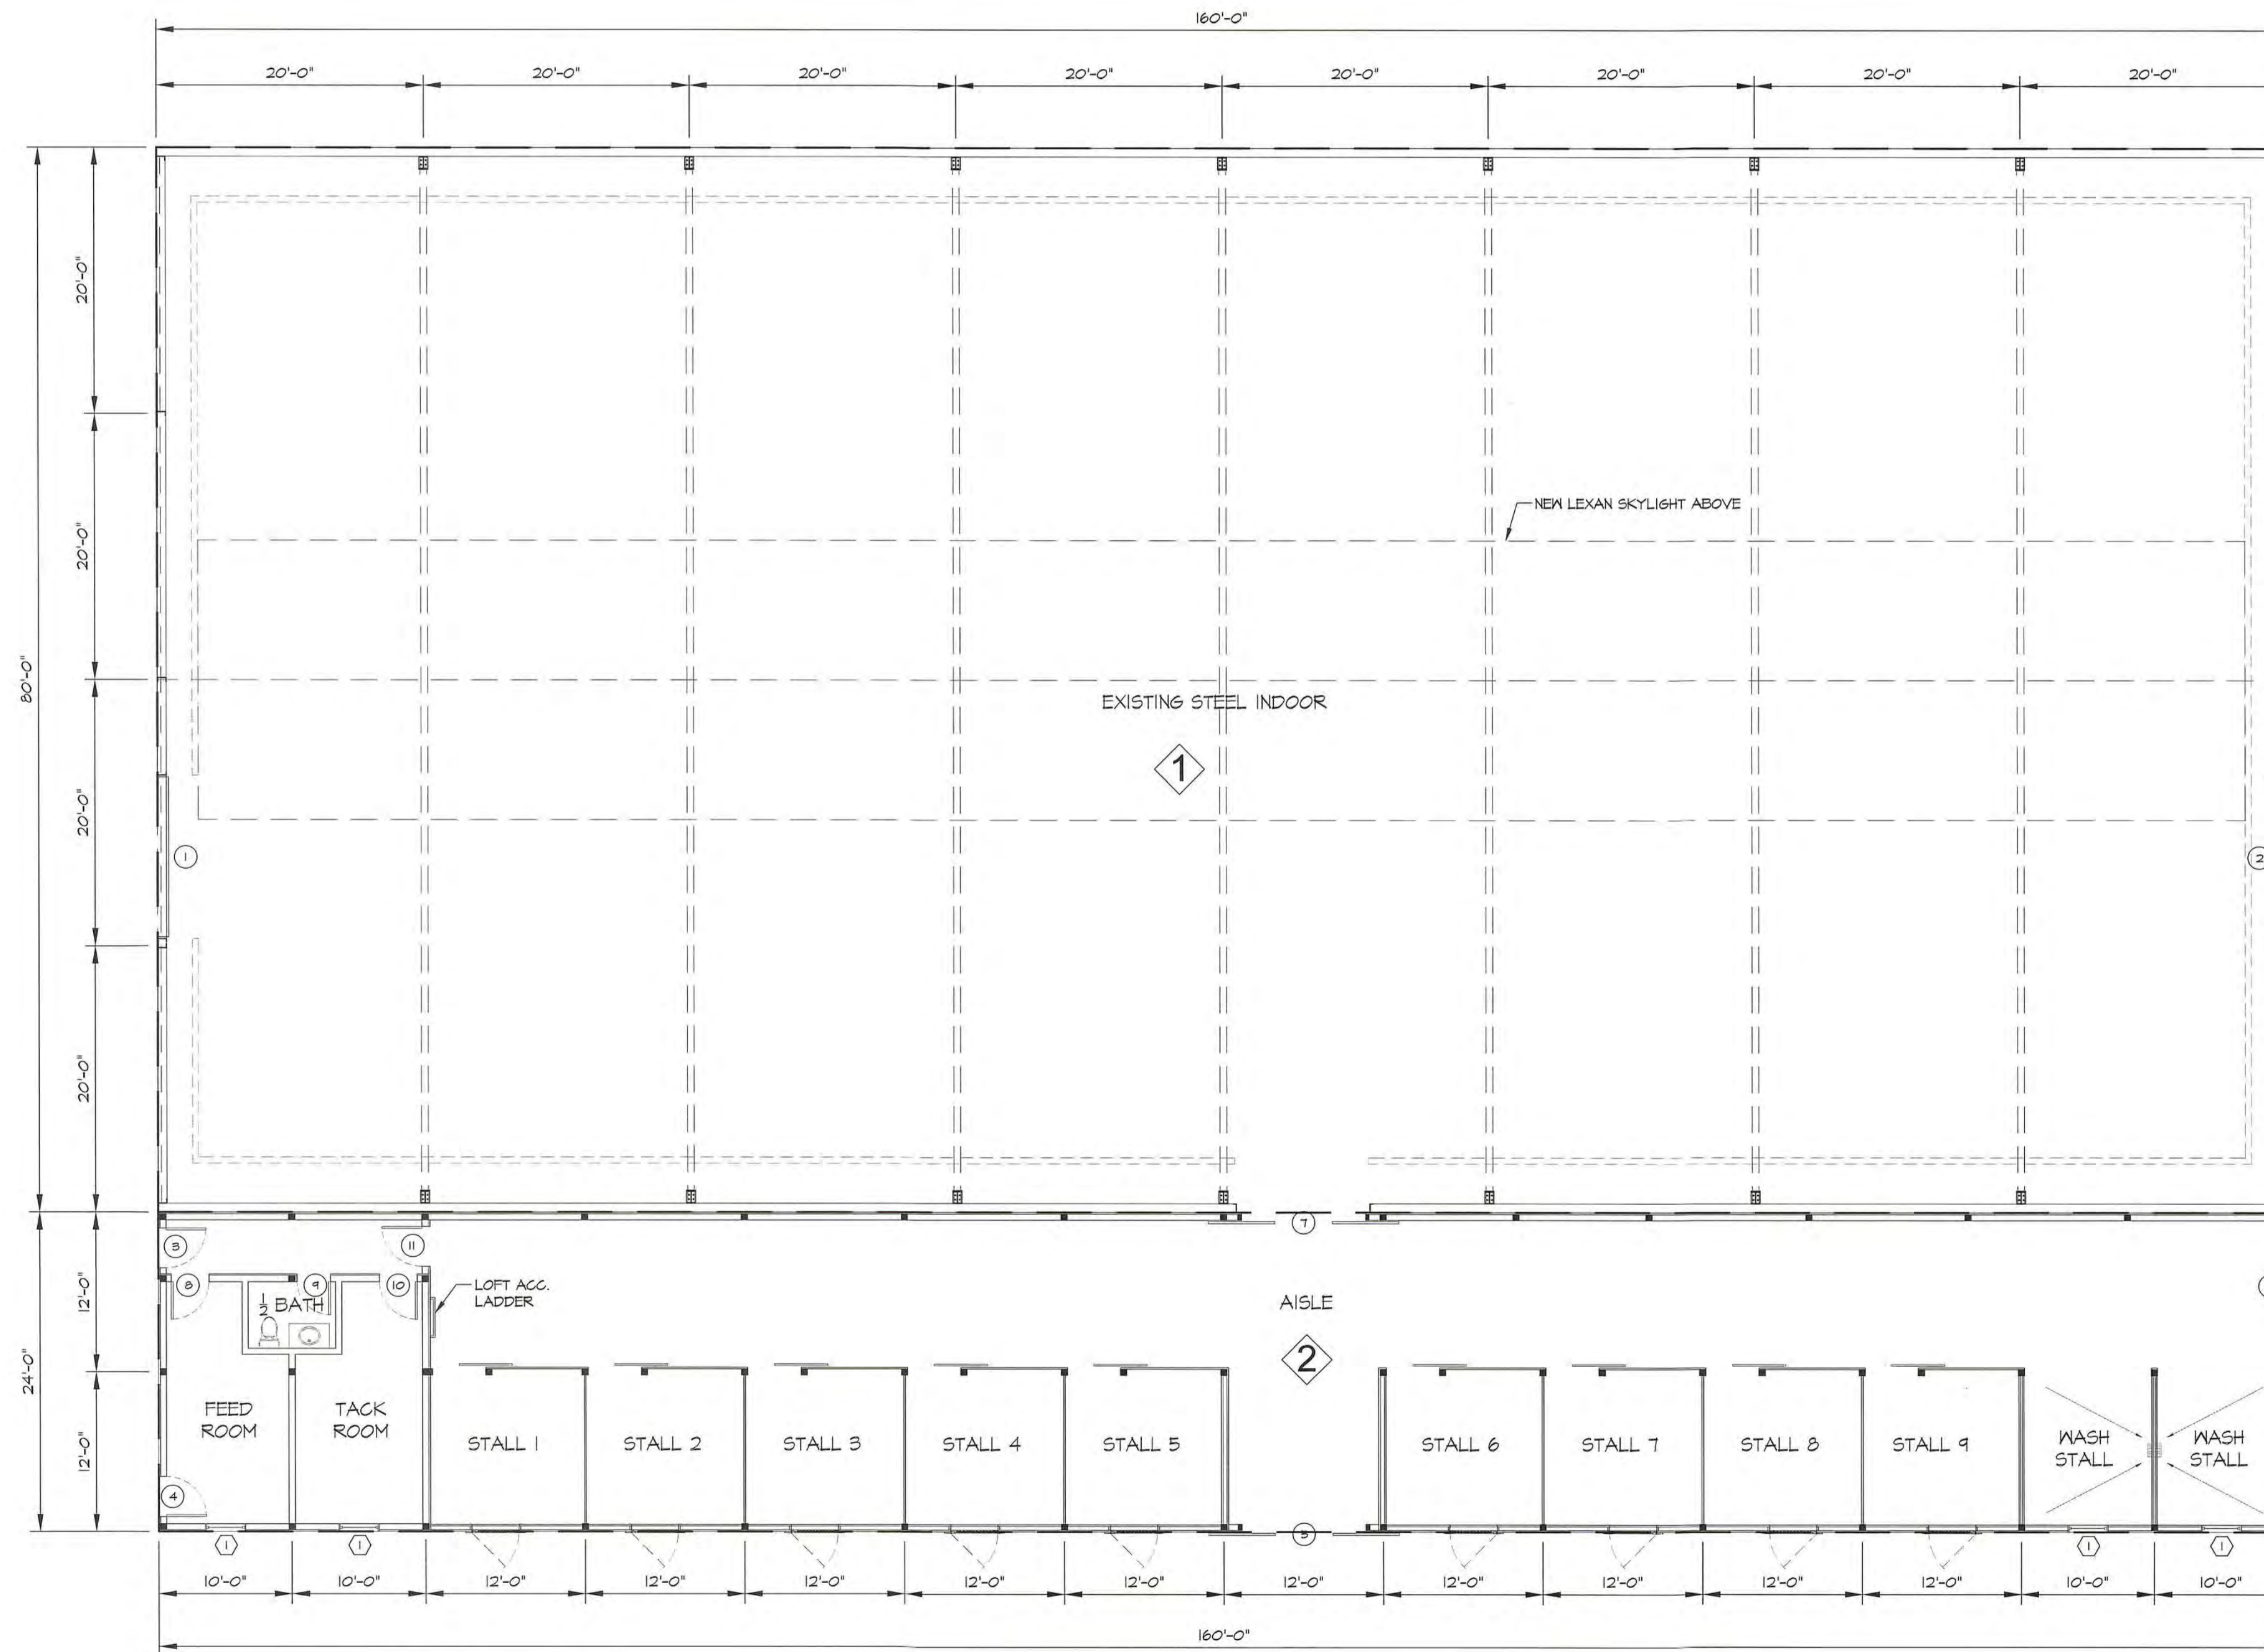 160'-0"
20'-0" 20'-0" 20'-0" 20'-0" 20'-0" 20'-0" 20'-0" 20'-0"
20'-0"
NEW LEXAN SKYLIGHT ABOVE
20'-0"
80'-0"
EXISTING STEEL INDOOR
1
20'-0"
1
2
20'-0"
7
3
11
8
9
10
LOFT ACC.
LADDER
1/2 BATH
AISLE
12'-0"
2
24'-0"
FEED
ROOM
TACK
ROOM
STALL 1
STALL 2
STALL 3
STALL 4
STALL 5
STALL 6
STALL 7
STALL 8
STALL 9
WASH
STALL
WASH
STALL
12'-0"
4
1 1 1 1
10'-0" 10'-0" 12'-0" 12'-0" 12'-0" 12'-0" 12'-0" 12'-0" 12'-0" 12'-0" 12'-0" 12'-0" 10'-0" 10'-0"
160'-0"